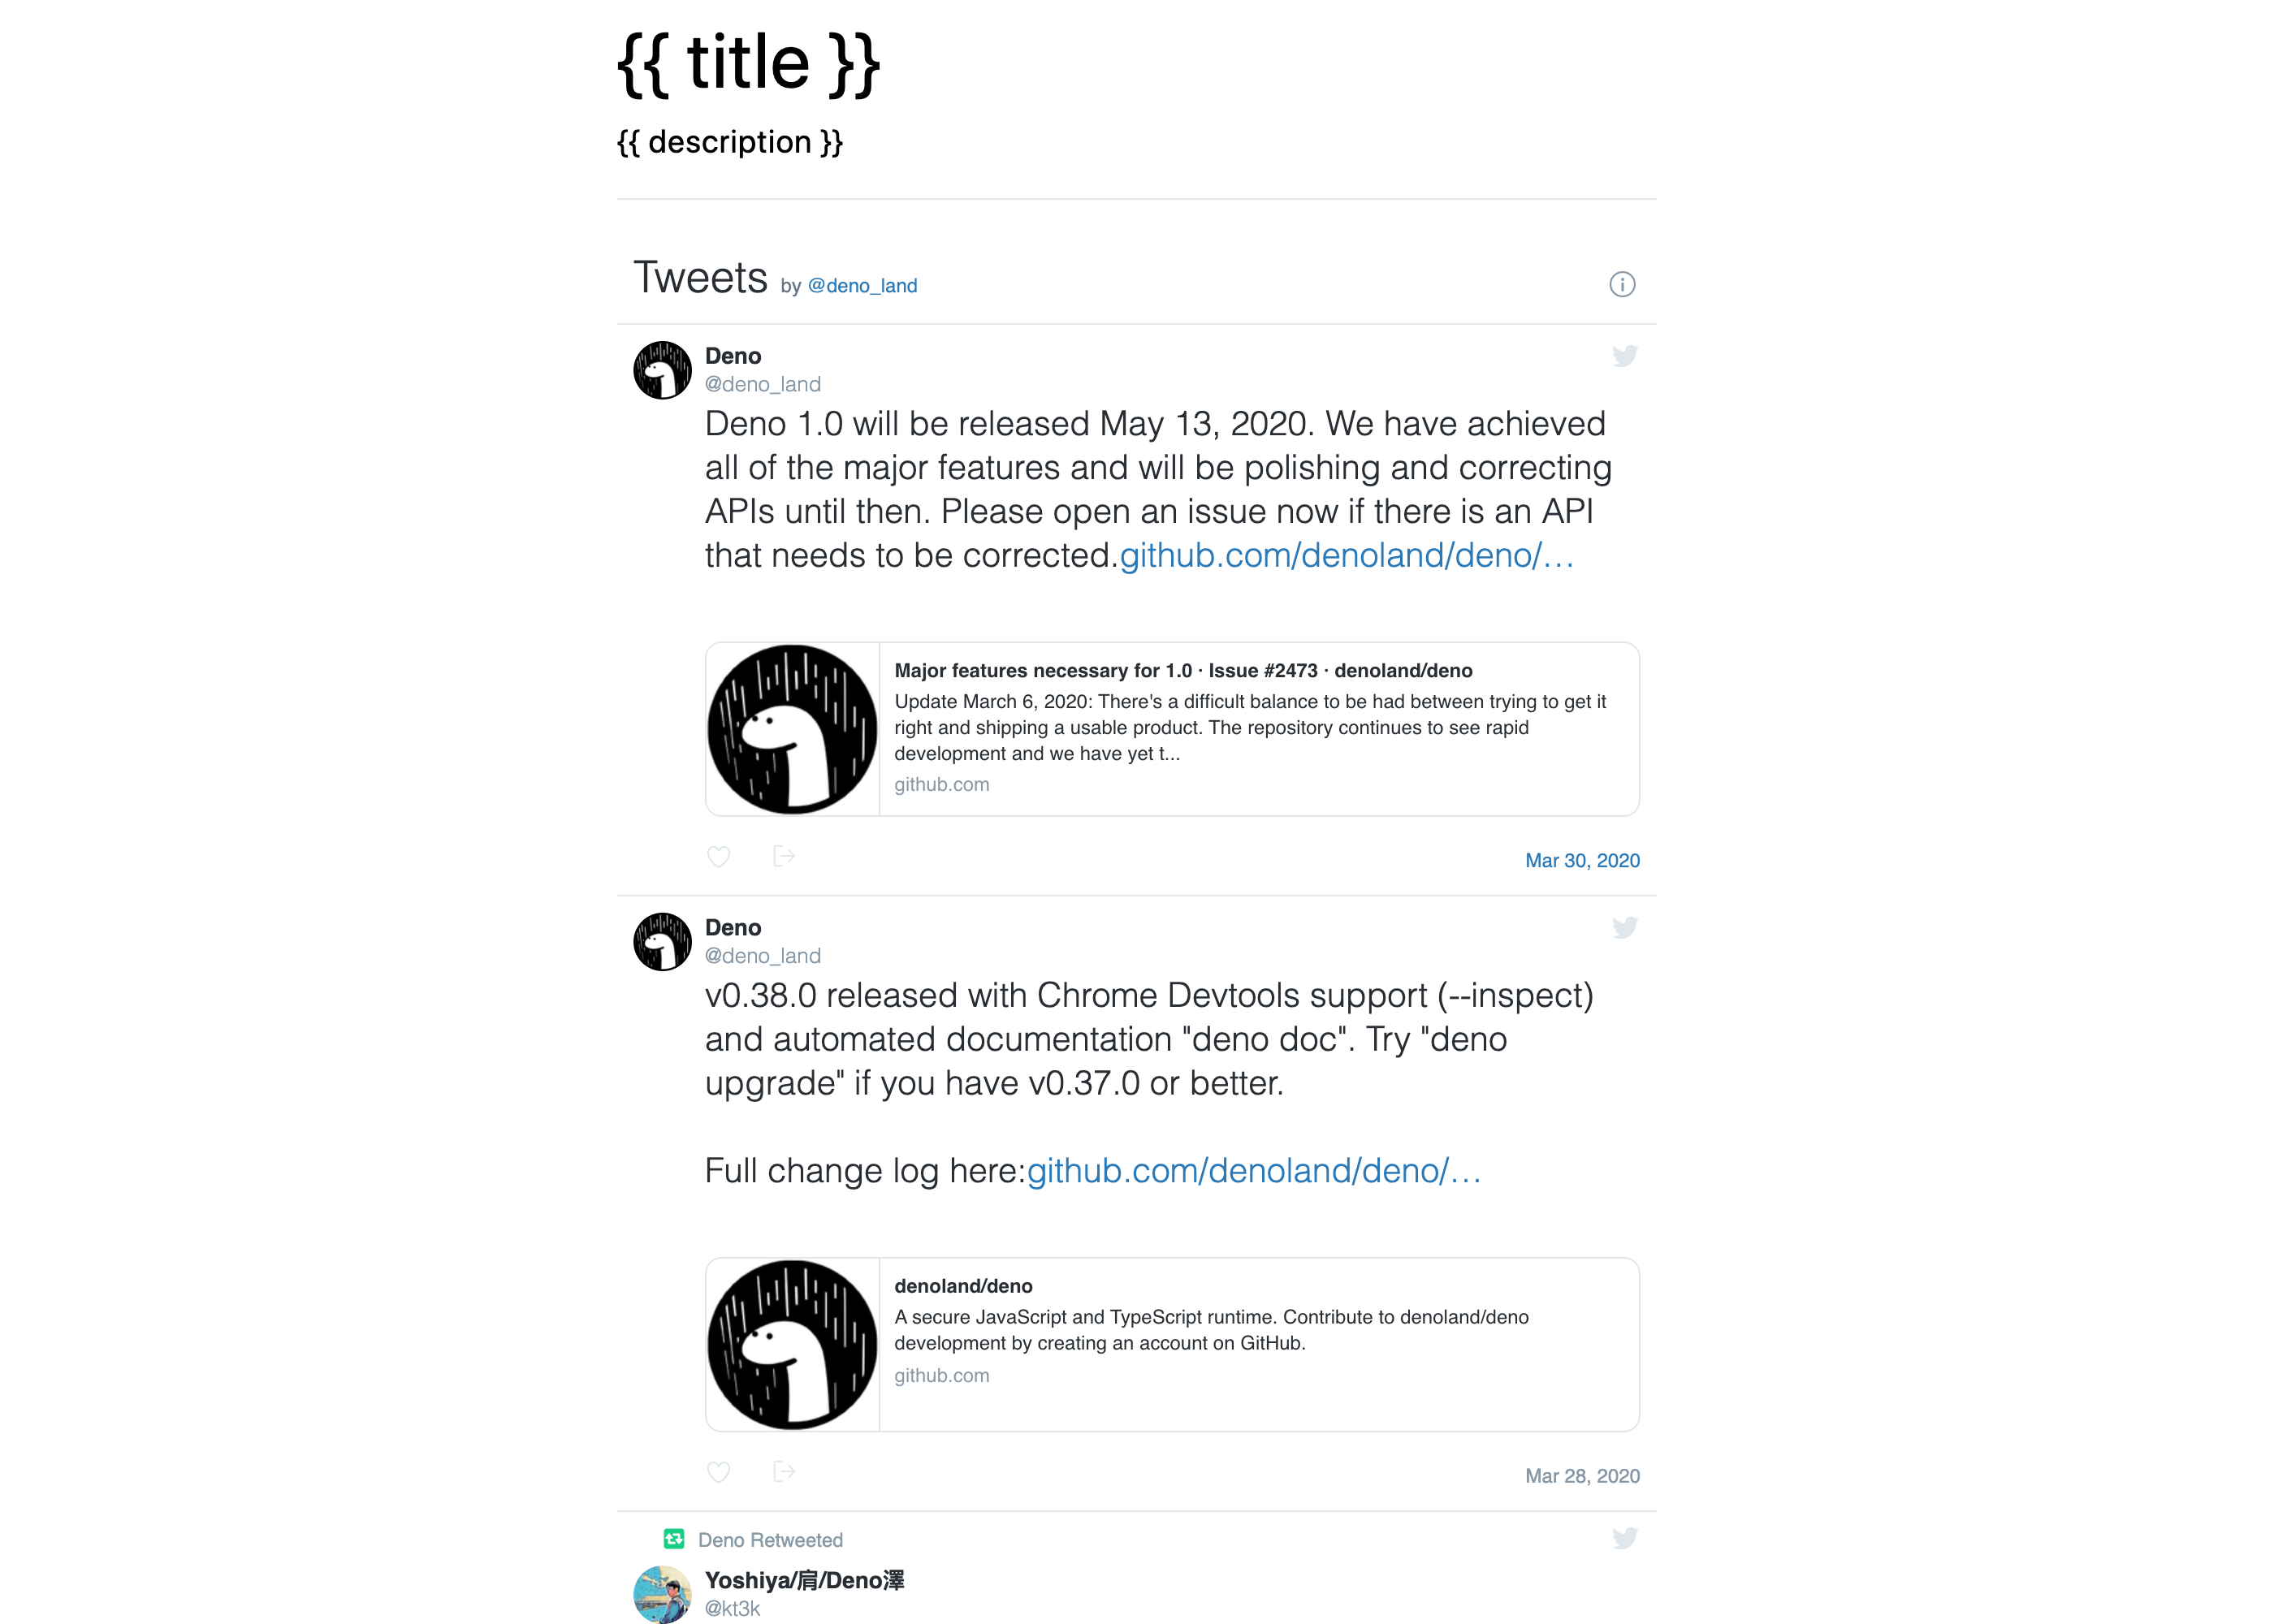 {{ title }}
{{ description }}
Tweets by @deno_land
Deno
@deno_land
Deno 1.0 will be released May 13, 2020. We have achieved
all of the major features and will be polishing and correcting
APIs until then. Please open an issue now if there is an API
that needs to be corrected.github.com/denoland/deno/…
Major features necessary for 1.0 · Issue #2473 · denoland/deno
Update March 6, 2020: There's a difficult balance to be had between trying to get it
right and shipping a usable product. The repository continues to see rapid
development and we have yet t...
github.com
Mar 30, 2020
Deno
@deno_land
v0.38.0 released with Chrome Devtools support (--inspect)
and automated documentation "deno doc". Try "deno
upgrade" if you have v0.37.0 or better.
Full change log here:github.com/denoland/deno/…
denoland/deno
A secure JavaScript and TypeScript runtime. Contribute to denoland/deno
development by creating an account on GitHub.
github.com
Mar 28, 2020
Deno Retweeted
Yoshiya/肩/Deno澤
@kt3k